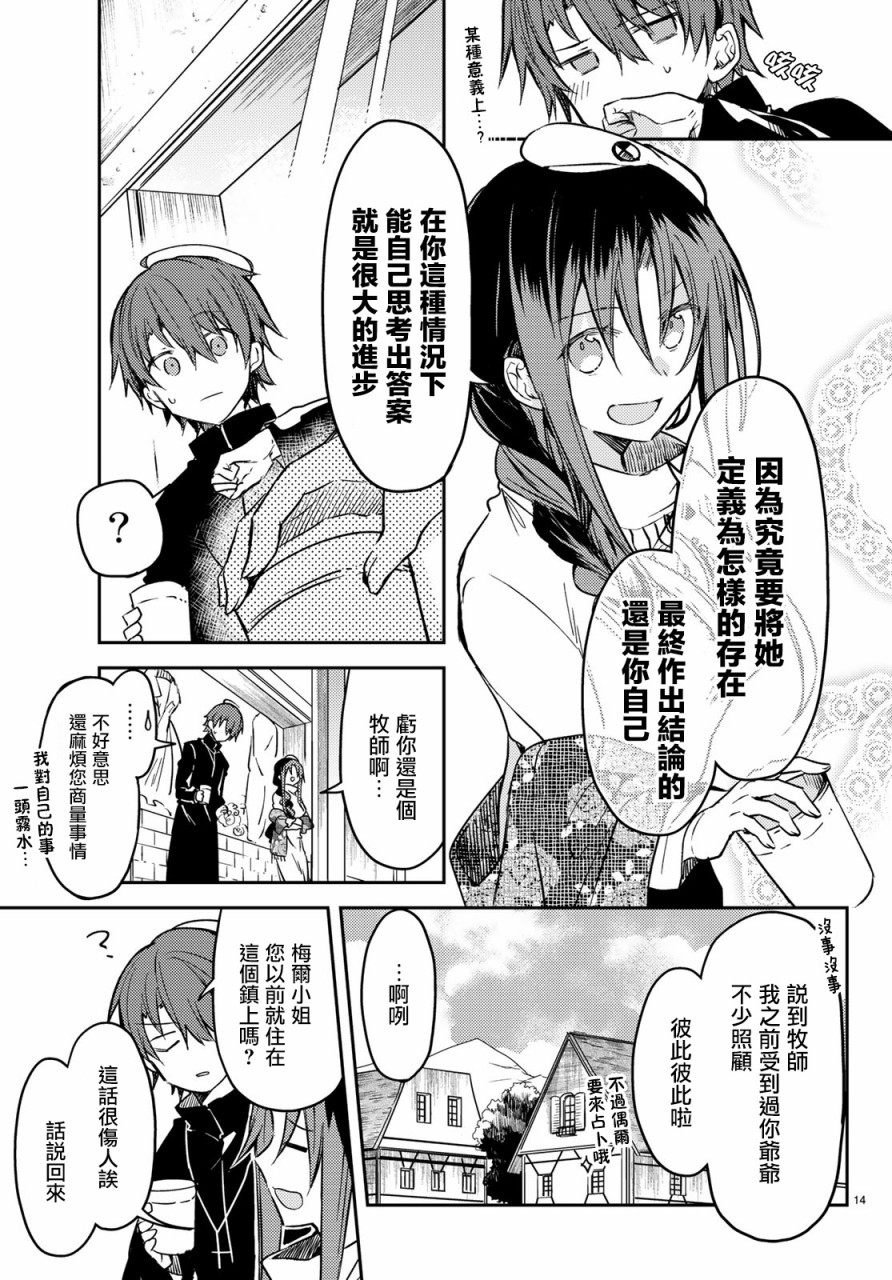 咳咳
某種意義上…？
因為究竟要將她
定義為怎樣的存在
最終作出結論的
還是你自己
在你這種情況下
能自己思考出答案
就是很大的進步
？
虧你還是個
牧師啊…
……
不好意思
還麻煩您商量事情
我對自己的事
一頭霧水…
沒事沒事
説到牧師
我之前受到過你爺爺
不少照顧
彼此彼此啦
不過偶爾
要來占卜哦
…啊咧
梅爾小姐
您以前就住在
這個鎮上嗎？
?
這話很傷人誒
話説回來
14